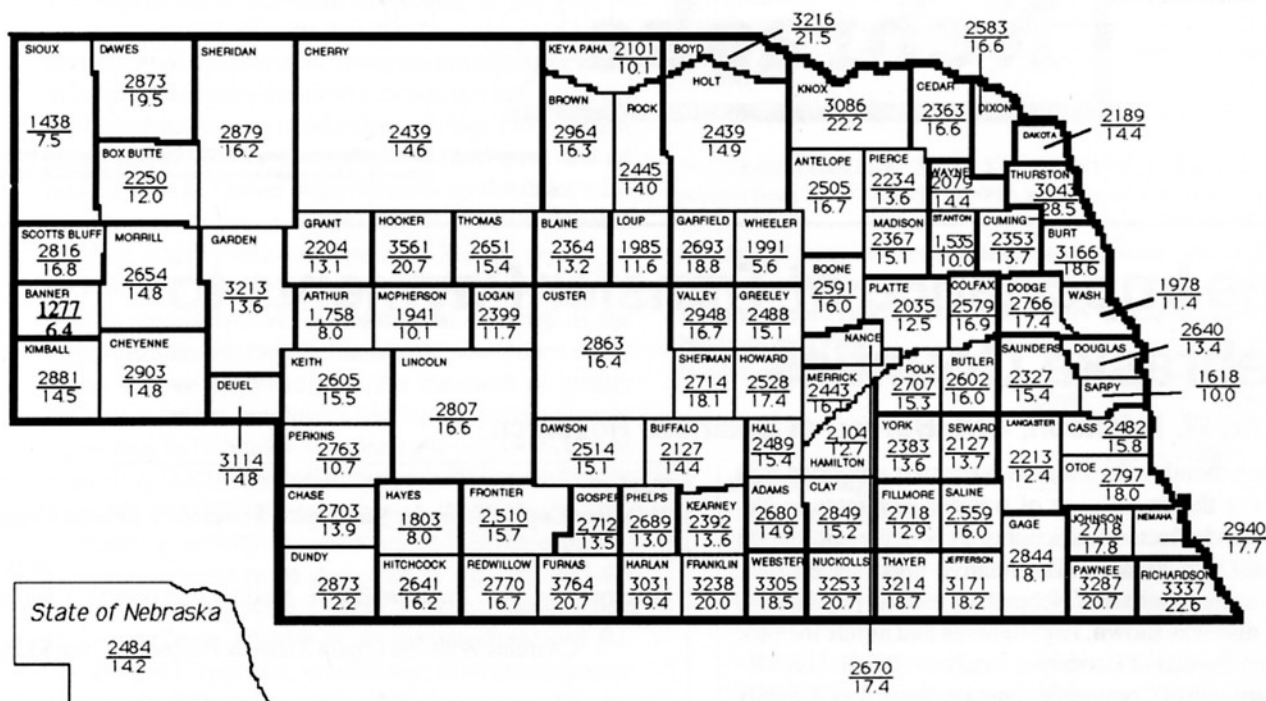 3216
21.5
2583
16.6
SIOUX
1438
7.5
DAWES
2873
19.5
SHERIDAN
2879
16.2
CHERRY
2439
14.6
KEYA PAHA 2101
10.1
BOYD
HOLT
2439
14.9
BROWN
2964
16.3
ROCK
2445
14.0
KNOX
3086
22.2
CEDAR
2363
16.6
DIXON
DAKOTA
2189
14.4
BOX BUTTE
2250
12.0
ANTELOPE
2505
16.7
PIERCE
2234
13.6
WAYNE
2079
14.4
THURSTON
3043
28.5
SCOTTS BLUFF
2816
16.8
MORRILL
2654
14.8
GARDEN
3213
13.6
GRANT
2204
13.1
HOOKER
3561
20.7
THOMAS
2651
15.4
BLAINE
2364
13.2
LOUP
1985
11.6
GARFIELD
2693
18.8
WHEELER
1991
5.6
MADISON
2367
15.1
STANTON
1,535
10.0
CUMING
2353
13.7
BURT
3166
18.6
BANNER
1277
6.4
ARTHUR
1,758
8.0
MCPHERSON
1941
10.1
LOGAN
2399
11.7
CUSTER
2863
16.4
VALLEY
2948
16.7
GREELEY
2488
15.1
BOONE
2591
16.0
PLATTE
2035
12.5
COLFAX
2579
16.9
DODGE
2766
17.4
WASH.
1978
11.4
KIMBALL
2881
14.5
CHEYENNE
2903
14.8
DEUEL
3114
14.8
KEITH
2605
15.5
LINCOLN
2807
16.6
SHERMAN
2714
18.1
HOWARD
2528
17.4
NANCE
MERRICK
2443
POLK
2707
15.3
BUTLER
2602
16.0
SAUNDERS
2327
15.4
DOUGLAS
2640
13.4
SARPY
1618
10.0
PERKINS
2763
10.7
DAWSON
2514
15.1
BUFFALO
2127
14.4
HALL
2489
15.4
2,104
12.7
HAMILTON
YORK
2383
13.6
SEWARD
2127
13.7
LANCASTER
2213
12.4
CASS
2482
15.8
OTOE
2797
18.0
CHASE
2703
13.9
HAYES
1803
8.0
FRONTIER
2,510
15.7
GOSPER
2,712
13.5
PHELPS
2689
13.0
KEARNEY
2392
13..6
ADAMS
2680
14.9
CLAY
2849
15.2
FILLMORE
2718
12.9
SALINE
2,559
16.0
GAGE
2844
18.1
JOHNSON
2718
17.8
NEMAHA
2940
17.7
DUNDY
2873
12.2
HITCHCOCK
2641
16.2
REDWILLOW
2770
16.7
FURNAS
3764
20.7
HARLAN
3031
19.4
FRANKLIN
3238
20.0
WEBSTER
3305
18.5
NUCKOLLS
3253
20.7
THAYER
3214
18.7
JEFFERSON
3171
18.2
PAWNEE
3287
20.7
RICHARDSON
3337
22.6
State of Nebraska
2484
14.2
2670
17.4